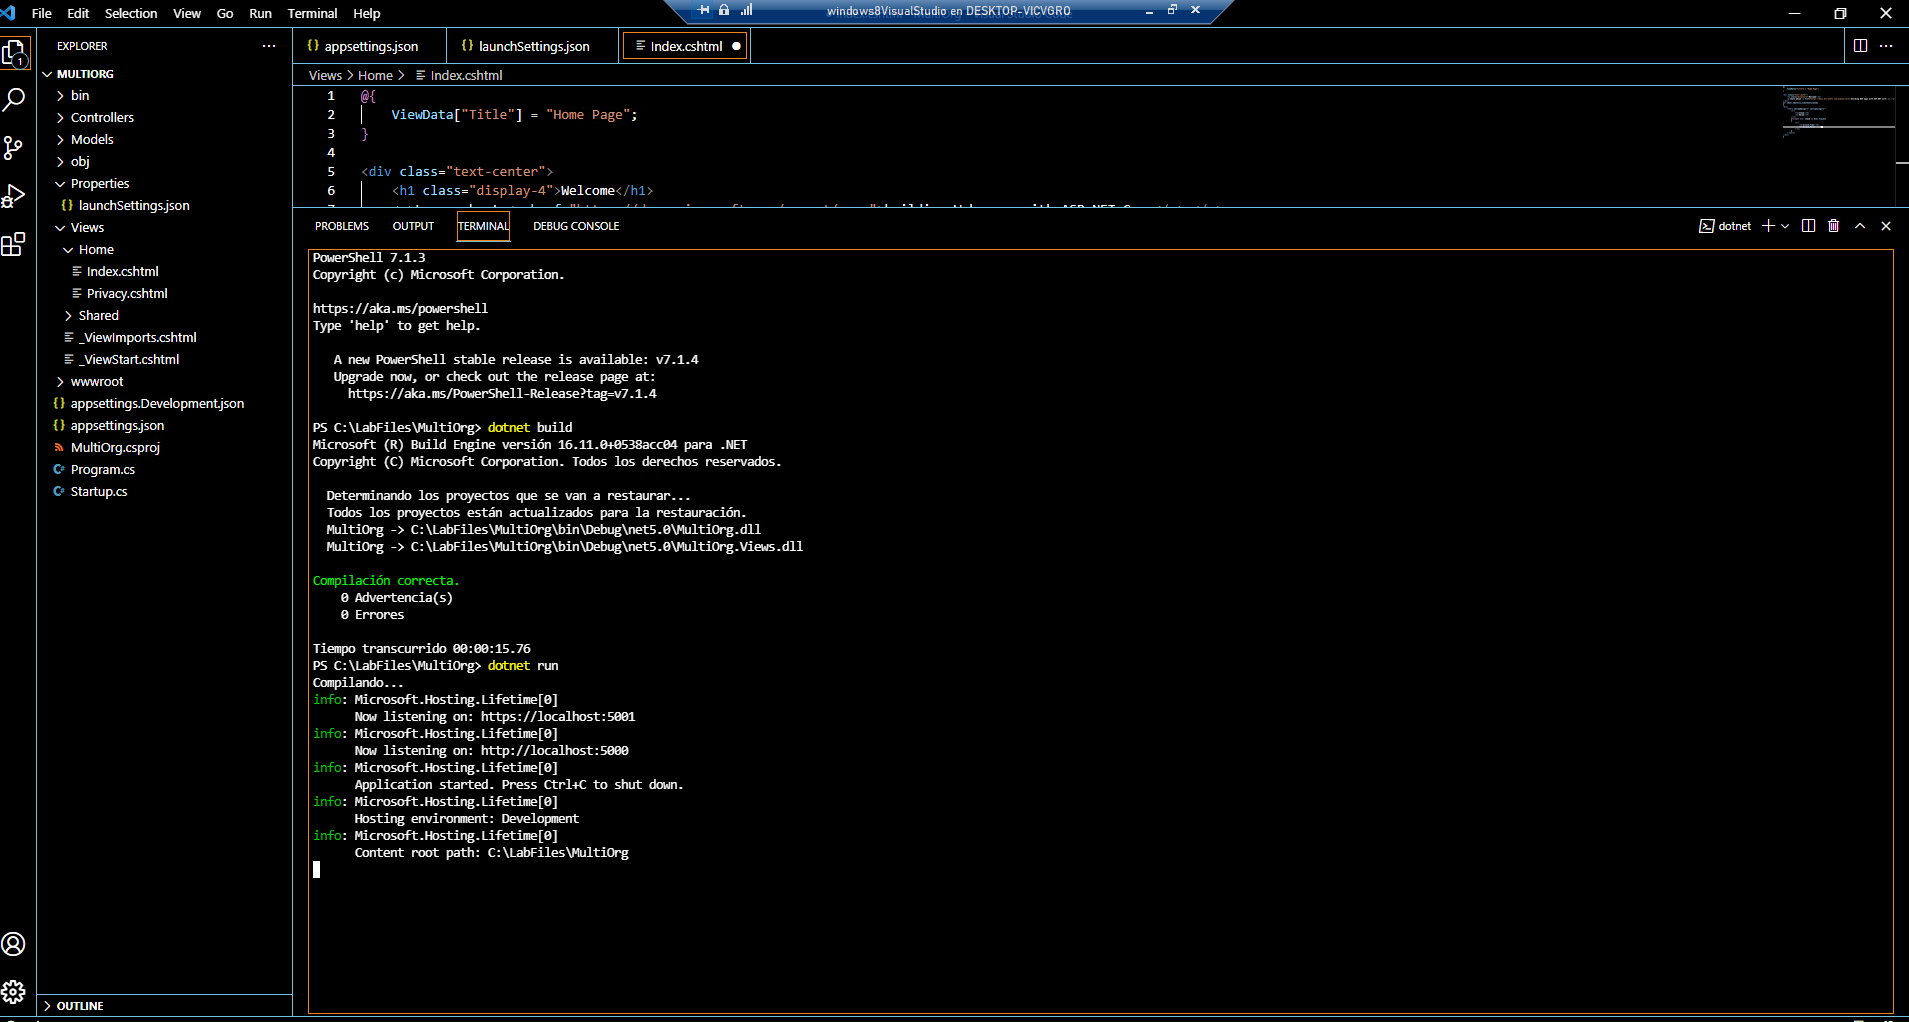 File Edit Selection View Go Run Terminal Help
windows8VisualStudio en DESKTOP-VICVGRO
EXPLORER
appsettings.json
launchSettings.json
Index.cshtml
1
MULTIORG
bin
Controllers
Models
obj
Properties
launchSettings.json
Views
Home
Index.cshtml
Privacy.cshtml
Shared
_ViewImports.cshtml
_ViewStart.cshtml
wwwroot
appsettings.Development.json
appsettings.json
MultiOrg.csproj
Program.cs
Startup.cs
OUTLINE
Views > Home > Index.cshtml
1 @{
2 ViewData["Title"] = "Home Page";
3 }
4
5 <div class="text-center">
6 <h1 class="display-4">Welcome</h1>
PROBLEMS OUTPUT TERMINAL DEBUG CONSOLE
dotnet
PowerShell 7.1.3
Copyright (c) Microsoft Corporation.
https://aka.ms/powershell
Type 'help' to get help.
A new PowerShell stable release is available: v7.1.4
Upgrade now, or check out the release page at:
https://aka.ms/PowerShell-Release?tag=v7.1.4
PS C:\LabFiles\MultiOrg> dotnet build
Microsoft (R) Build Engine versión 16.11.0+0538acc04 para .NET
Copyright (C) Microsoft Corporation. Todos los derechos reservados.
Determinando los proyectos que se van a restaurar...
Todos los proyectos están actualizados para la restauración.
MultiOrg -> C:\LabFiles\MultiOrg\bin\Debug\net5.0\MultiOrg.dll
MultiOrg -> C:\LabFiles\MultiOrg\bin\Debug\net5.0\MultiOrg.Views.dll
Compilación correcta.
0 Advertencia(s)
0 Errores
Tiempo transcurrido 00:00:15.76
PS C:\LabFiles\MultiOrg> dotnet run
Compilando...
info: Microsoft.Hosting.Lifetime[0]
Now listening on: https://localhost:5001
info: Microsoft.Hosting.Lifetime[0]
Now listening on: http://localhost:5000
info: Microsoft.Hosting.Lifetime[0]
Application started. Press Ctrl+C to shut down.
info: Microsoft.Hosting.Lifetime[0]
Hosting environment: Development
info: Microsoft.Hosting.Lifetime[0]
Content root path: C:\LabFiles\MultiOrg